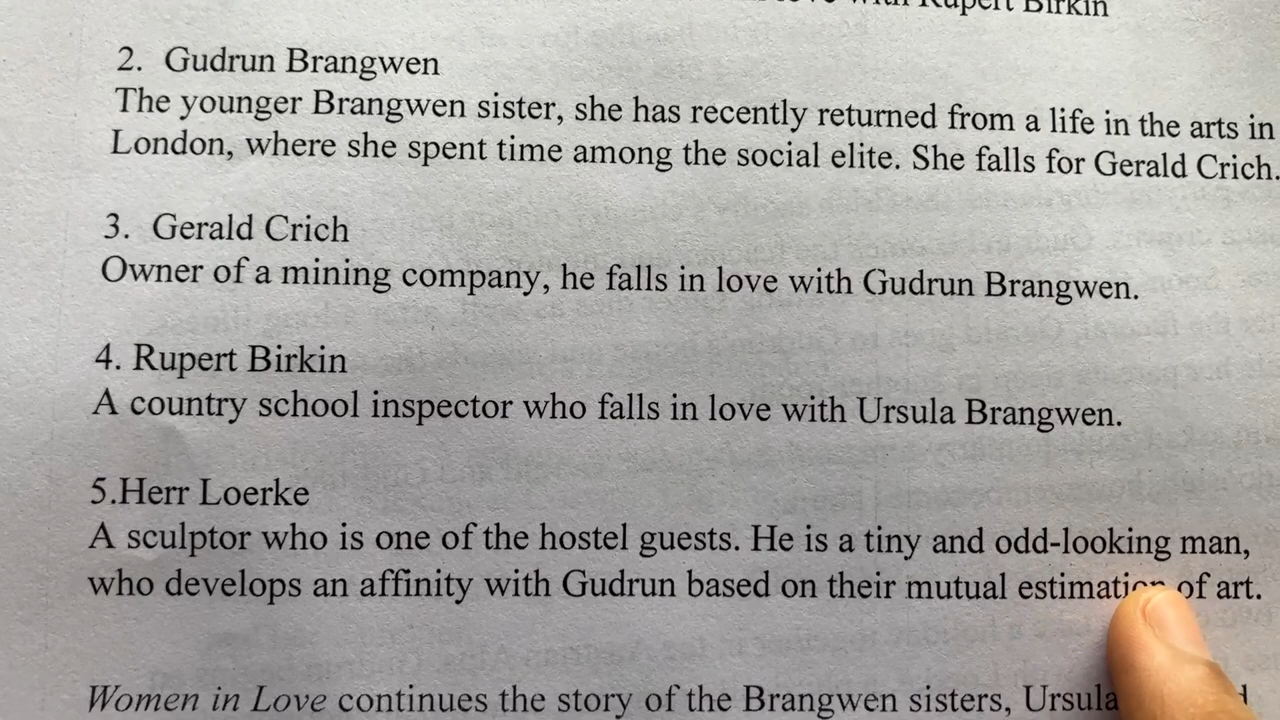 with Rupert Birkin
2. Gudrun Brangwen
The younger Brangwen sister, she has recently returned from a life in the arts in
London, where she spent time among the social elite. She falls for Gerald Crich.
3. Gerald Crich
Owner of a mining company, he falls in love with Gudrun Brangwen.
4. Rupert Birkin
A country school inspector who falls in love with Ursula Brangwen.
5.Herr Loerke
A sculptor who is one of the hostel guests. He is a tiny and odd-looking man,
who develops an affinity with Gudrun based on their mutual estimation of art.
Women in Love continues the story of the Brangwen sisters, Ursula